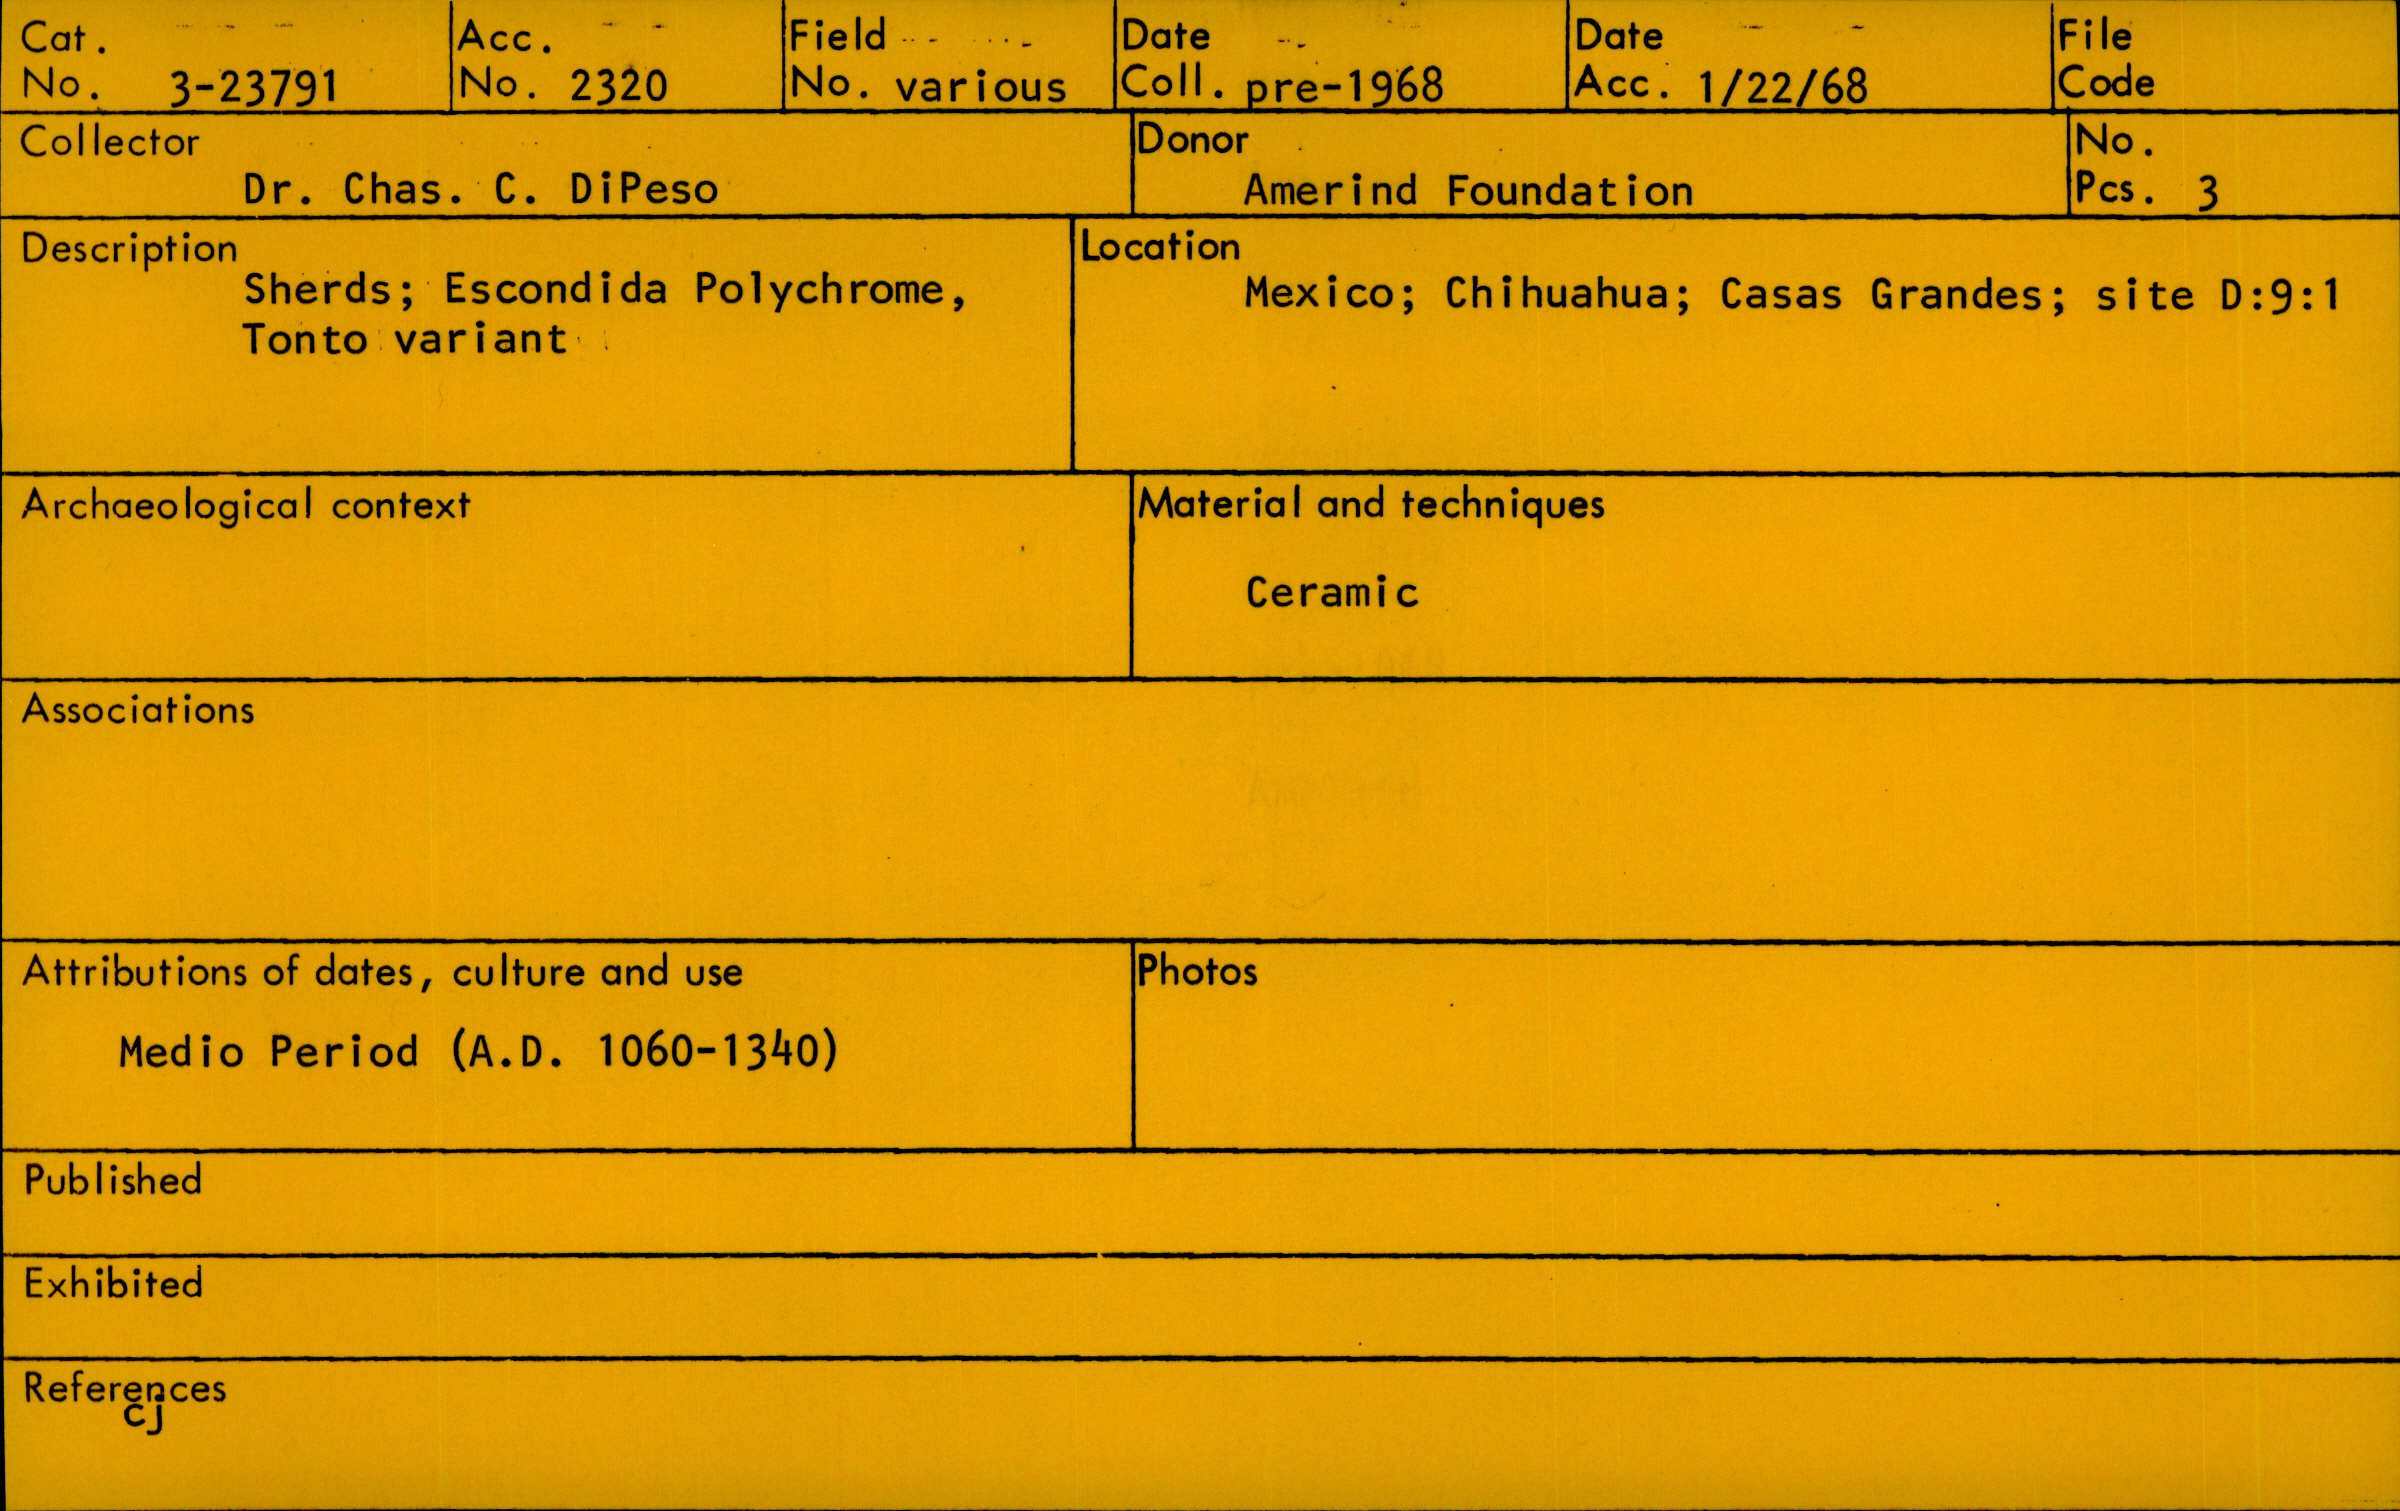 Cat. No. 3-23791
Acc. No. 2320
Field No. various
Date Coll. pre-1968
Date Acc. 1/22/68
File Code
Collector
Dr. Chas. C. DiPeso
Donor
Amerind Foundation
No. Pcs. 3
Description
Sherds; Escondida Polychrome,
Tonto variant
Location
Mexico; Chihuahua; Casas Grandes; site D:9:1
Archaeological context
Material and techniques
Ceramic
Associations
Attributions of dates, culture and use
Medio Period (A.D. 1060-1340)
Photos
Published
Exhibited
References
cj